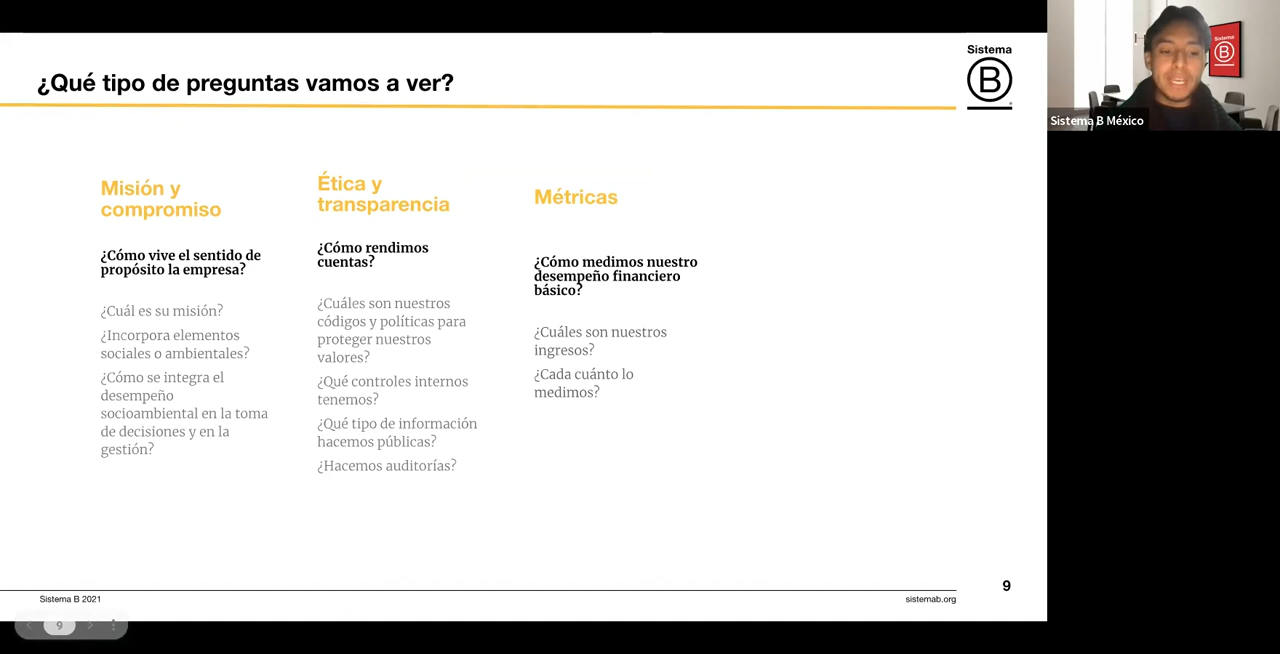 ¿Qué tipo de preguntas vamos a ver?
Sistema
B
Misión y
compromiso
¿Cómo vive el sentido de
propósito la empresa?
¿Cuál es su misión?
¿Incorpora elementos
sociales o ambientales?
¿Cómo se integra el
desempeño
socioambiental en la toma
de decisiones y en la
gestión?
Ética y
transparencia
¿Cómo rendimos
cuentas?
¿Cuáles son nuestros
códigos y políticas para
proteger nuestros
valores?
¿Qué controles internos
tenemos?
¿Qué tipo de información
hacemos públicas?
¿Hacemos auditorías?
Métricas
¿Cómo medimos nuestro
desempeño financiero
básico?
¿Cuáles son nuestros
ingresos?
¿Cada cuánto lo
medimos?
9
Sistema B 2021
sistemab.org
9
Sistema
B
Sistema B México